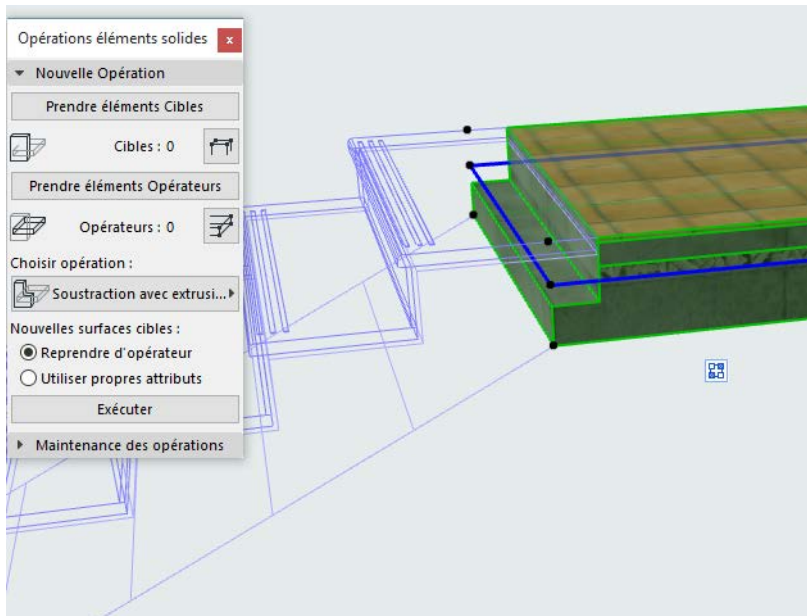 Opérations éléments solides
x
Nouvelle Opération
Prendre éléments Cibles
Cibles : 0
Prendre éléments Opérateurs
Opérateurs : 0
Choisir opération :
Soustraction avec extrusi...
Nouvelles surfaces cibles :
Reprendre d'opérateur
Utiliser propres attributs
Exécuter
Maintenance des opérations